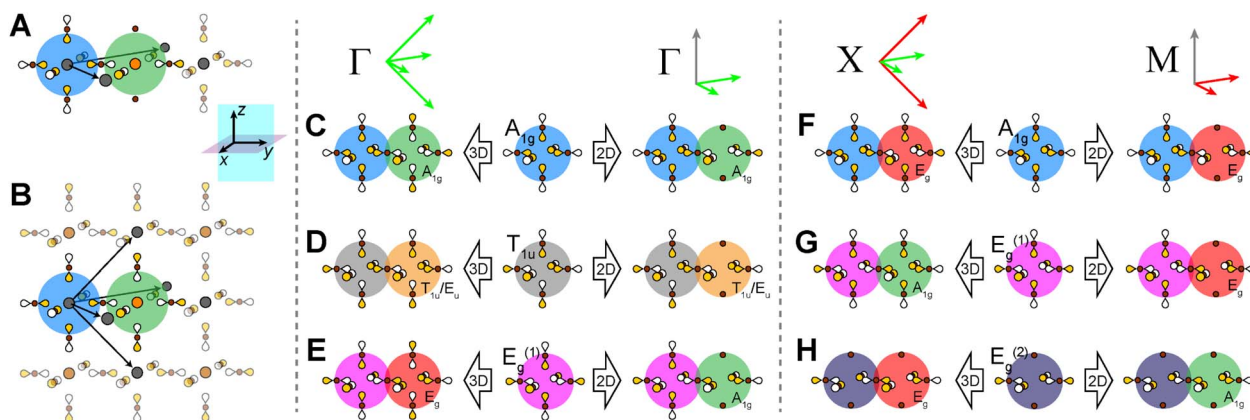 A
z
x
y
B
Γ
Γ
C
A1g
3D
A1g
2D
A1g
D
T1u
3D
T1u/Eu
2D
T1u/Eu
E
Eg(1)
3D
Eg
2D
A1g
X
M
F
A1g
3D
Eg
2D
Eg
G
Eg(1)
3D
A1g
2D
Eg
H
Eg(2)
3D
Eg
2D
A1g